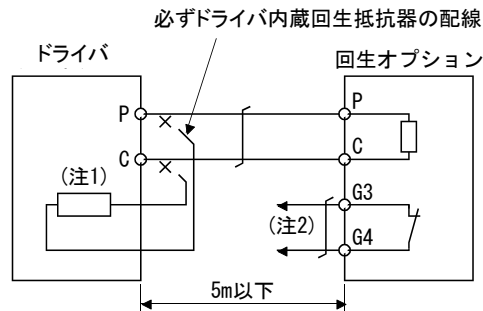 必ずドライバ内蔵回生抵抗器の配線
ドライバ
回生オプション
P
P
C
C
(注1)
G3
(注2)
G4
5m以下